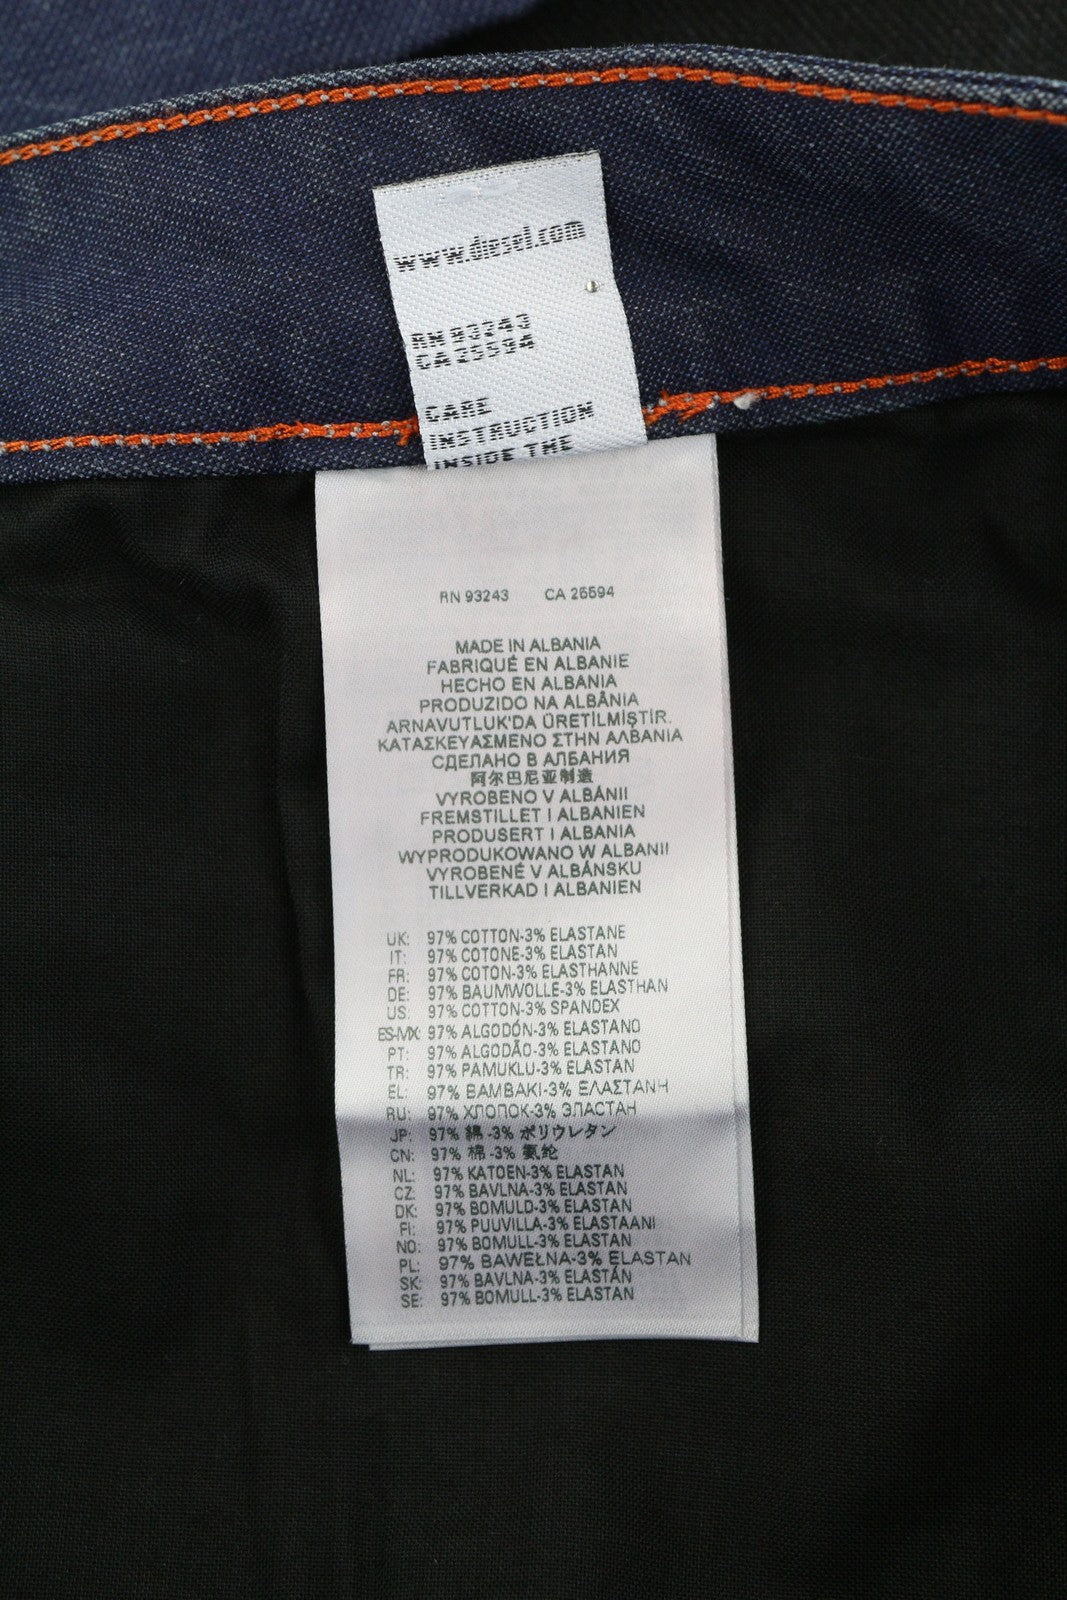 www.diesel.com
RN 93243
CA 25594
CARE
INSTRUCTION
INSIDE THE
RN 93243 CA 25594
MADE IN ALBANIA
FABRIQUÉ EN ALBANIE
HECHO EN ALBANIA
PRODUZIDO NA ALBÂNIA
ARNAVUTLUK'DA ÜRETİLMİŞTİR.
ΚΑΤΑΣΚΕΥΑΣΜΕΝΟ ΣΤΗΝ ΑΛΒΑΝΙΑ
СДЕЛАНО В АЛБАНИЯ
阿尔巴尼亚制造
VYROBENO V ALBÁNII
FREMSTILLET I ALBANIEN
PRODUSERT I ALBANIA
WYPRODUKOWANO W ALBANII
VYROBENÉ V ALBÁNSKU
TILLVERKAD I ALBANIEN
UK: 97% COTTON-3% ELASTANE
IT: 97% COTONE-3% ELASTAN
FR: 97% COTON-3% ELASTHANNE
DE: 97% BAUMWOLLE-3% ELASTHAN
US: 97% COTTON-3% SPANDEX
ES-MX: 97% ALGODÓN-3% ELASTANO
PT: 97% ALGODÃO-3% ELASTANO
TR: 97% PAMUKLU-3% ELASTAN
EL: 97% ΒΑΜΒΑΚΙ-3% ΕΛΑΣΤΑΝΗ
RU: 97% ХЛОПОК-3% ЭЛАСТАН
JP: 97% 綿 -3% ポリウレタン
CN: 97% 棉 -3% 氨纶
NL: 97% KATOEN-3% ELASTAN
CZ: 97% BAVLNA-3% ELASTAN
DK: 97% BOMULD-3% ELASTAN
FI: 97% PUUVILLA-3% ELASTAANI
NO: 97% BOMULL-3% ELASTAN
PL: 97% BAWEŁNA-3% ELASTAN
SK: 97% BAVLNA-3% ELASTÁN
SE: 97% BOMULL-3% ELASTAN